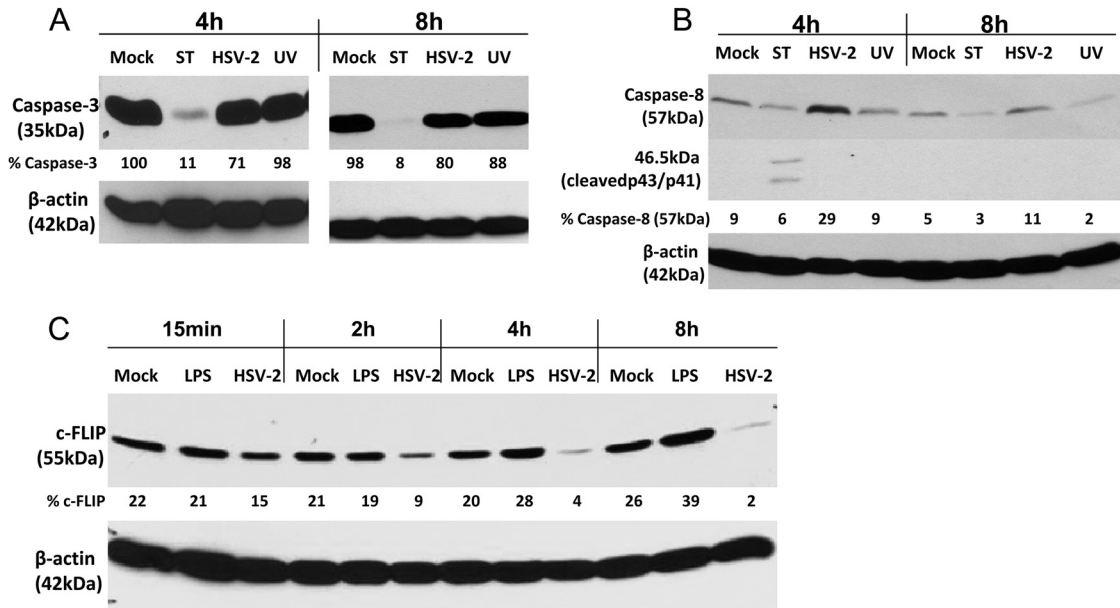 A
4h 8h
Mock ST HSV-2 UV Mock ST HSV-2 UV
Caspase-3
(35kDa)
% Caspase-3 100 11 71 98 98 8 80 88
β-actin
(42kDa)
B
4h 8h
Mock ST HSV-2 UV Mock ST HSV-2 UV
Caspase-8
(57kDa)
46.5kDa
(cleavedp43/p41)
% Caspase-8 (57kDa) 9 6 29 9 5 3 11 2
β-actin
(42kDa)
C
15min 2h 4h 8h
Mock LPS HSV-2 Mock LPS HSV-2 Mock LPS HSV-2 Mock LPS HSV-2
c-FLIP
(55kDa)
% c-FLIP 22 21 15 21 19 9 20 28 4 26 39 2
β-actin
(42kDa)